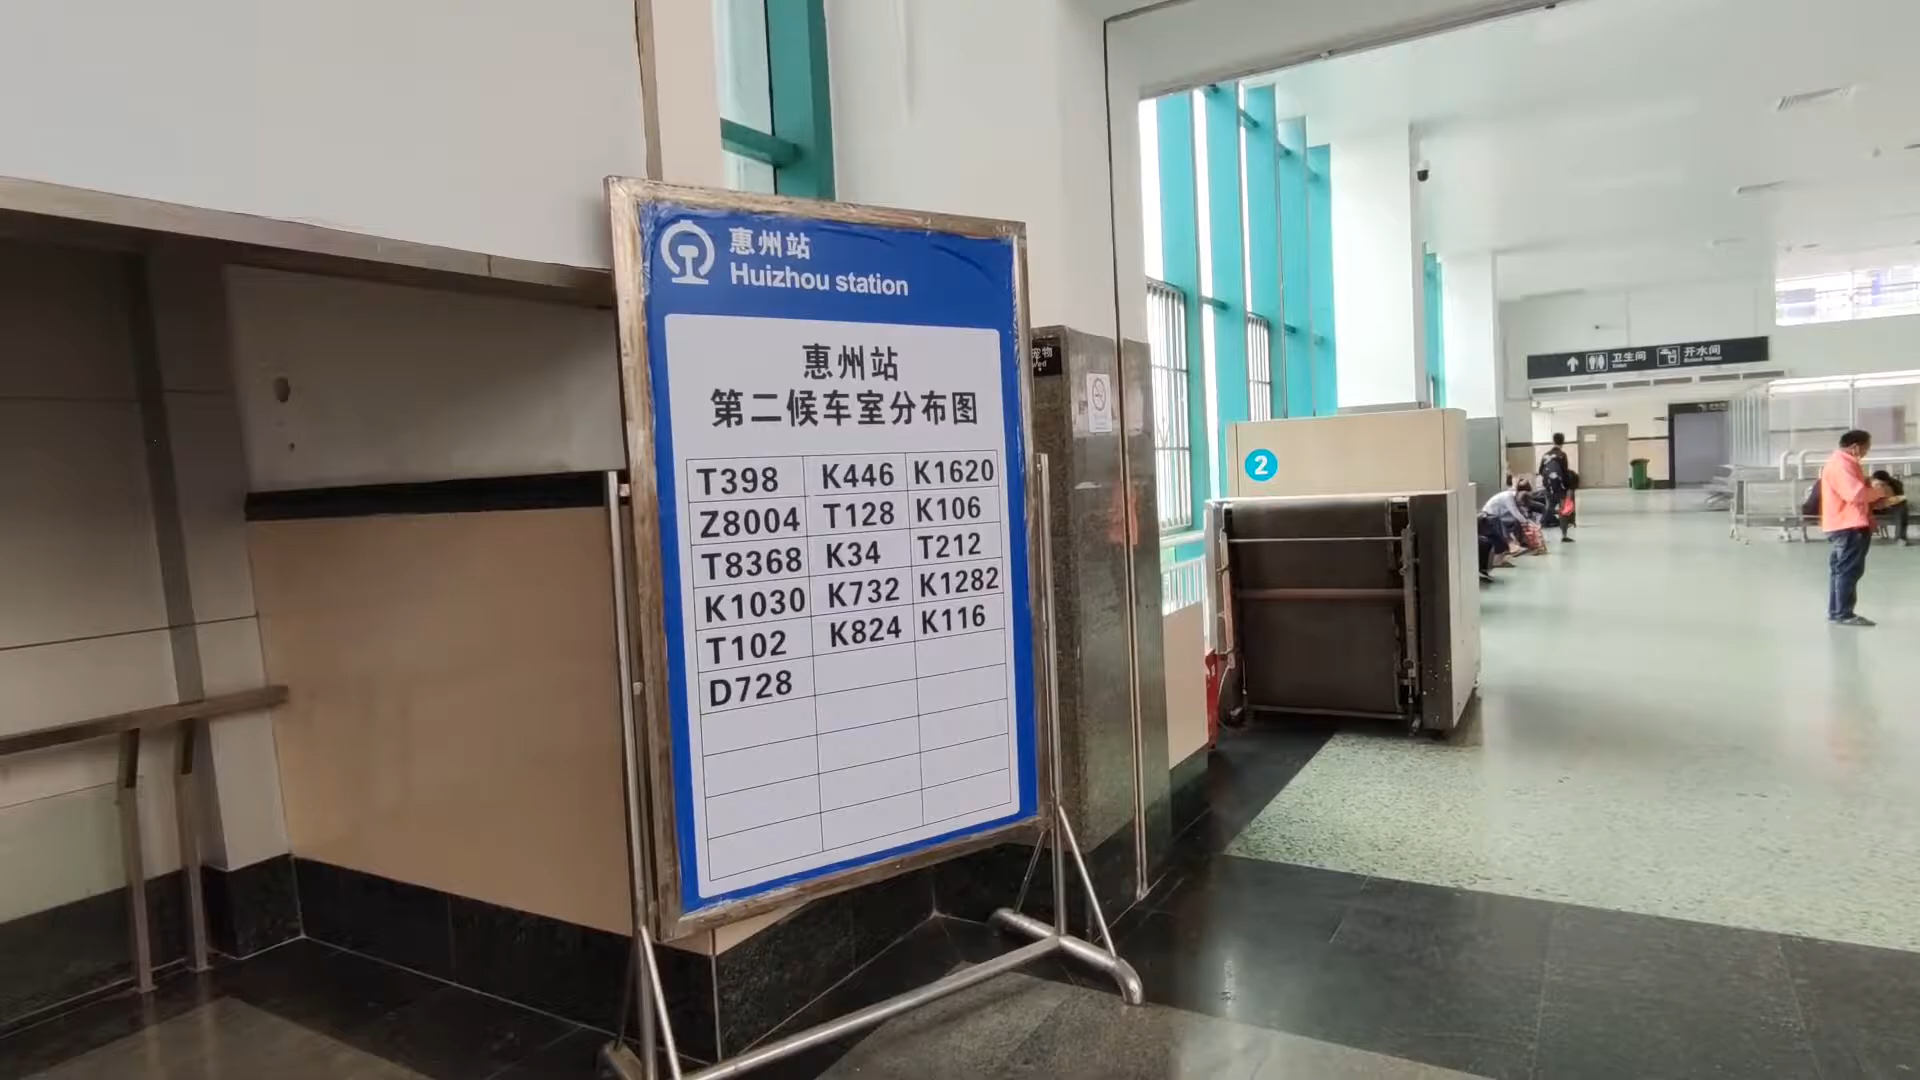 惠州站
Huizhou station
惠州站
第二候车室分布图
T398 K446 K1620
Z8004 T128 K106
T8368 K34 T212
K1030 K732 K1282
T102 K824 K116
D728
2
卫生间 开水间
Toilet